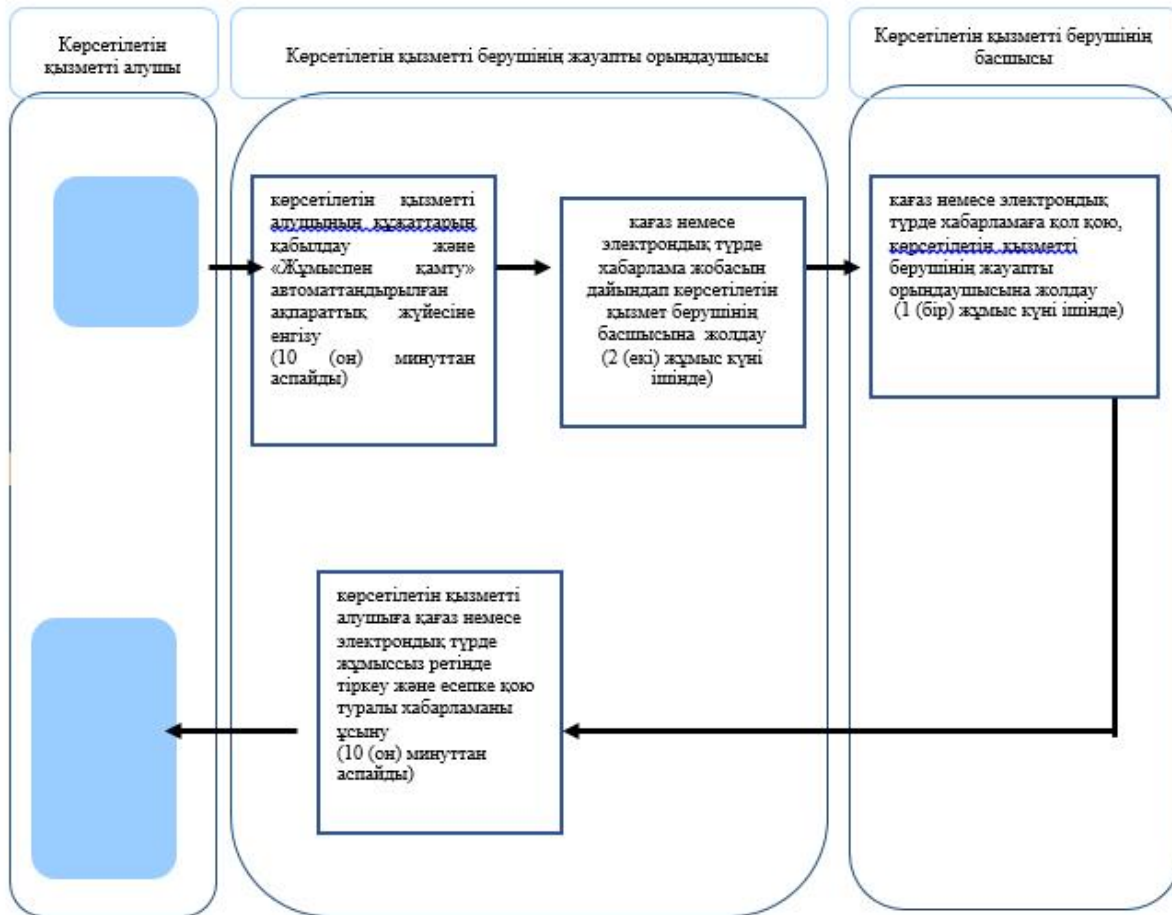 Көрсетілетін
қызметті алушы
Көрсетілетін қызметті берушінің жауапты орындаушысы
Көрсетілетін қызметті берушінің
басшысы
көрсетілетін қызметті
алушының құжаттарын
қабылдау және
«Жұмыспен қамту»
автоматтандырылған
ақпараттық жүйесіне
енгізу
(10 (он) минуттан
аспайды)
қағаз немесе
электрондық түрде
хабарлама жобасын
дайындап көрсетілетін
қызмет берушінің
басшысына жолдау
(2 (екі) жұмыс күні
ішінде)
қағаз немесе электрондық
түрде хабарламаға қол қою,
көрсетілетін қызметті
берушінің жауапты
орындаушысына жолдау
(1 (бір) жұмыс күні ішінде)
көрсетілетін қызметті
алушыға қағаз немесе
электрондық түрде
жұмыссыз ретінде
тіркеу және есепке қою
туралы хабарламаны
ұсыну
(10 (он) минуттан
аспайды)